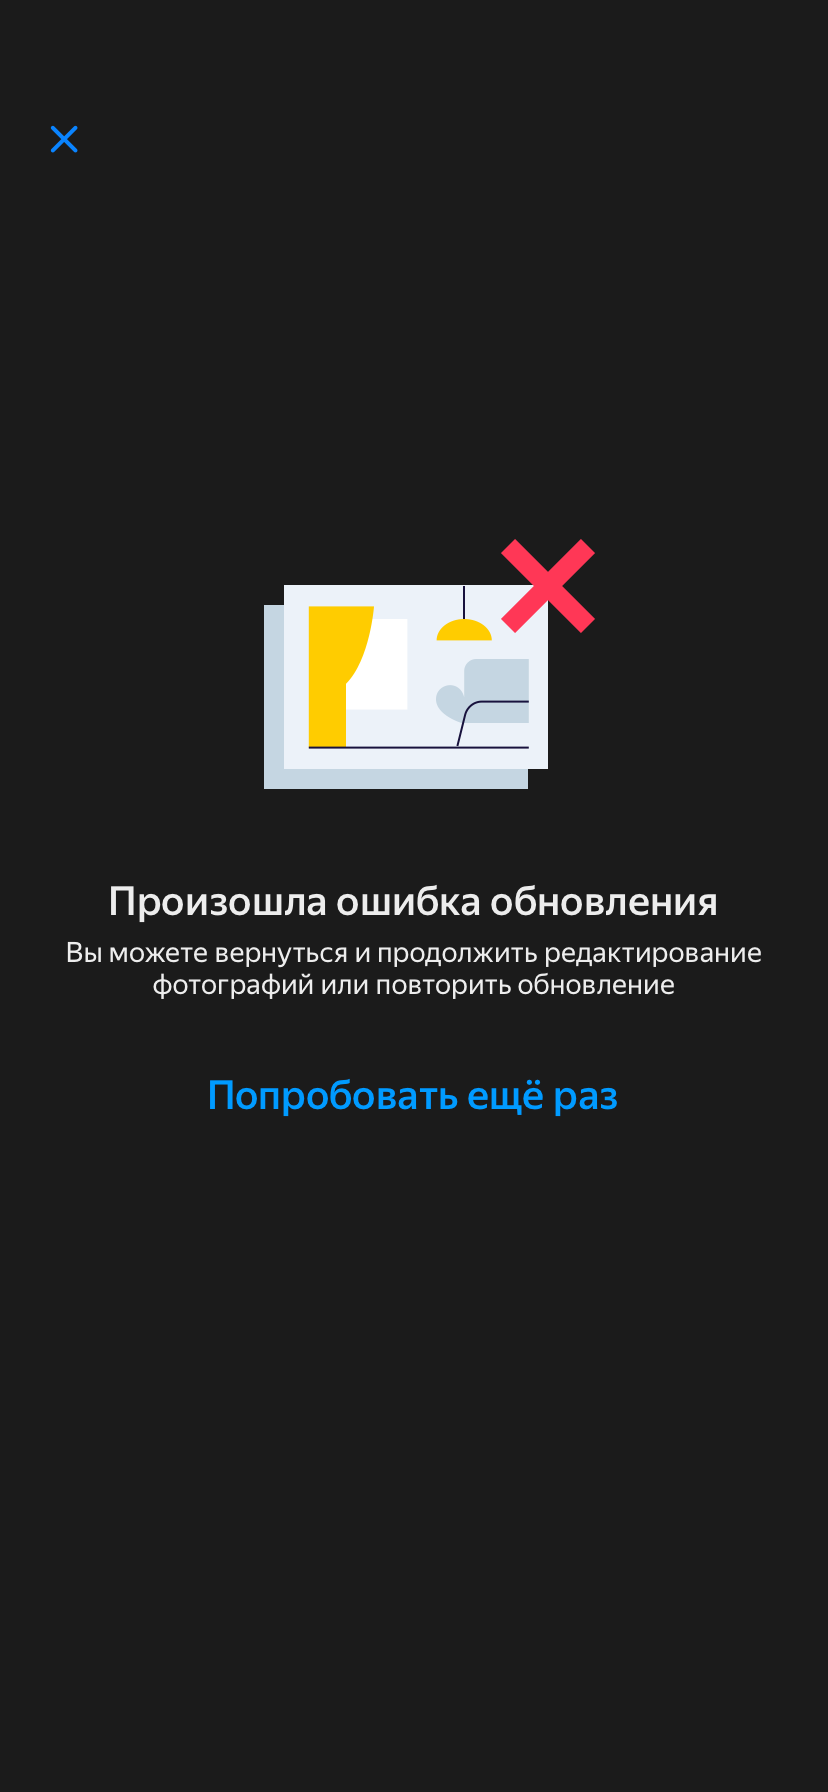 Произошла ошибка обновления
Вы можете вернуться и продолжить редактирование
фотографий или повторить обновление
Попробовать ещё раз